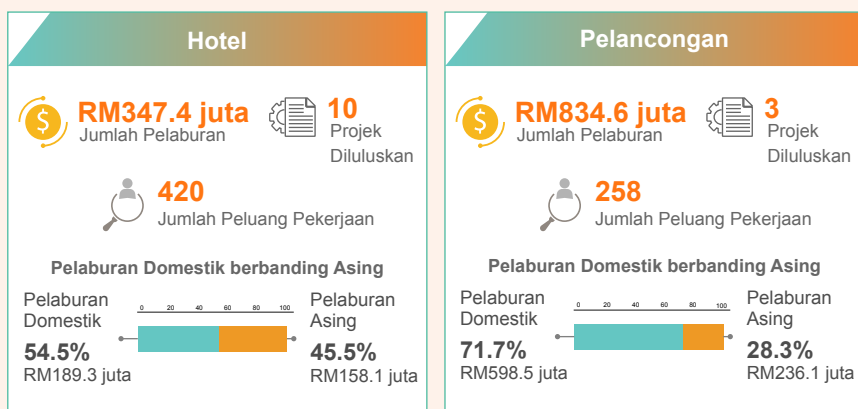 Hotel
RM347.4 juta
Jumlah Pelaburan
10
Projek
Diluluskan
420
Jumlah Peluang Pekerjaan
Pelaburan Domestik berbanding Asing
Pelaburan
Domestik
54.5%
RM189.3 juta
0 20 40 60 80 100
Pelaburan
Asing
45.5%
RM158.1 juta
Pelancongan
RM834.6 juta
Jumlah Pelaburan
3
Projek
Diluluskan
258
Jumlah Peluang Pekerjaan
Pelaburan Domestik berbanding Asing
Pelaburan
Domestik
71.7%
RM598.5 juta
0 20 40 60 80 100
Pelaburan
Asing
28.3%
RM236.1 juta